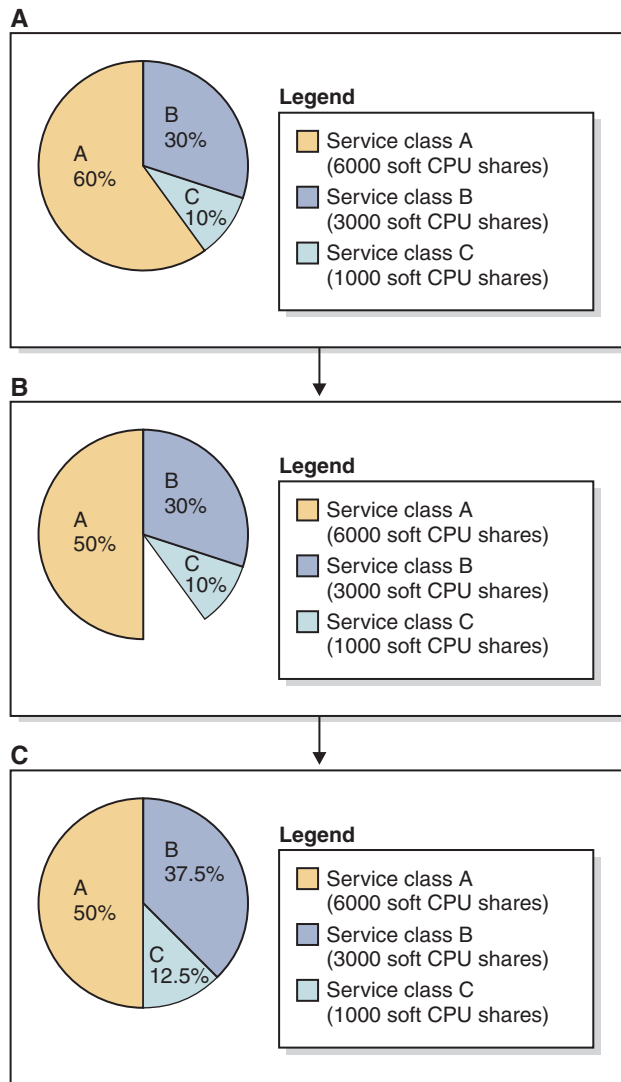 A
A
60%
B
30%
C
10%
Legend
Service class A
(6000 soft CPU shares)
Service class B
(3000 soft CPU shares)
Service class C
(1000 soft CPU shares)
B
A
50%
B
30%
C
10%
Legend
Service class A
(6000 soft CPU shares)
Service class B
(3000 soft CPU shares)
Service class C
(1000 soft CPU shares)
C
A
50%
B
37.5%
C
12.5%
Legend
Service class A
(6000 soft CPU shares)
Service class B
(3000 soft CPU shares)
Service class C
(1000 soft CPU shares)